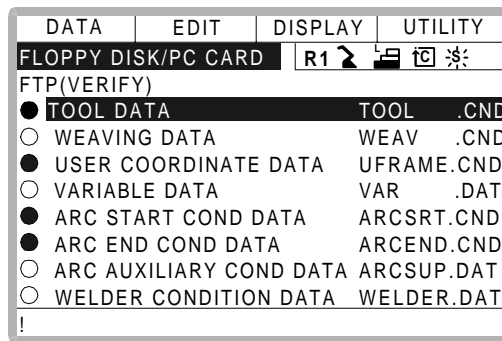 DATA EDIT DISPLAY UTILITY
FLOPPY DISK/PC CARD R1 C S
FTP(VERIFY)
TOOL DATA TOOL .CND
WEAVING DATA WEAV .CND
USER COORDINATE DATA UFRAME.CND
VARIABLE DATA VAR .DAT
ARC START COND DATA ARCSRT.CND
ARC END COND DATA ARCEND.CND
ARC AUXILIARY COND DATA ARCSUP.DAT
WELDER CONDITION DATA WELDER.DAT
!